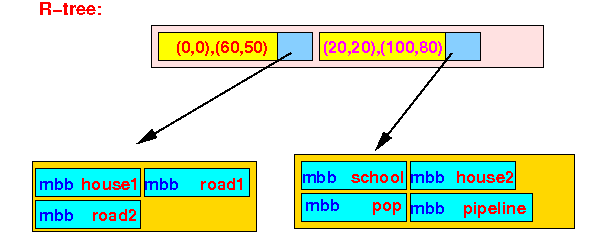 R-tree:
(0,0),(60,50) (20,20),(100,80)
mbb house1 mbb road1
mbb road2
mbb school mbb house2
mbb pop mbb pipeline